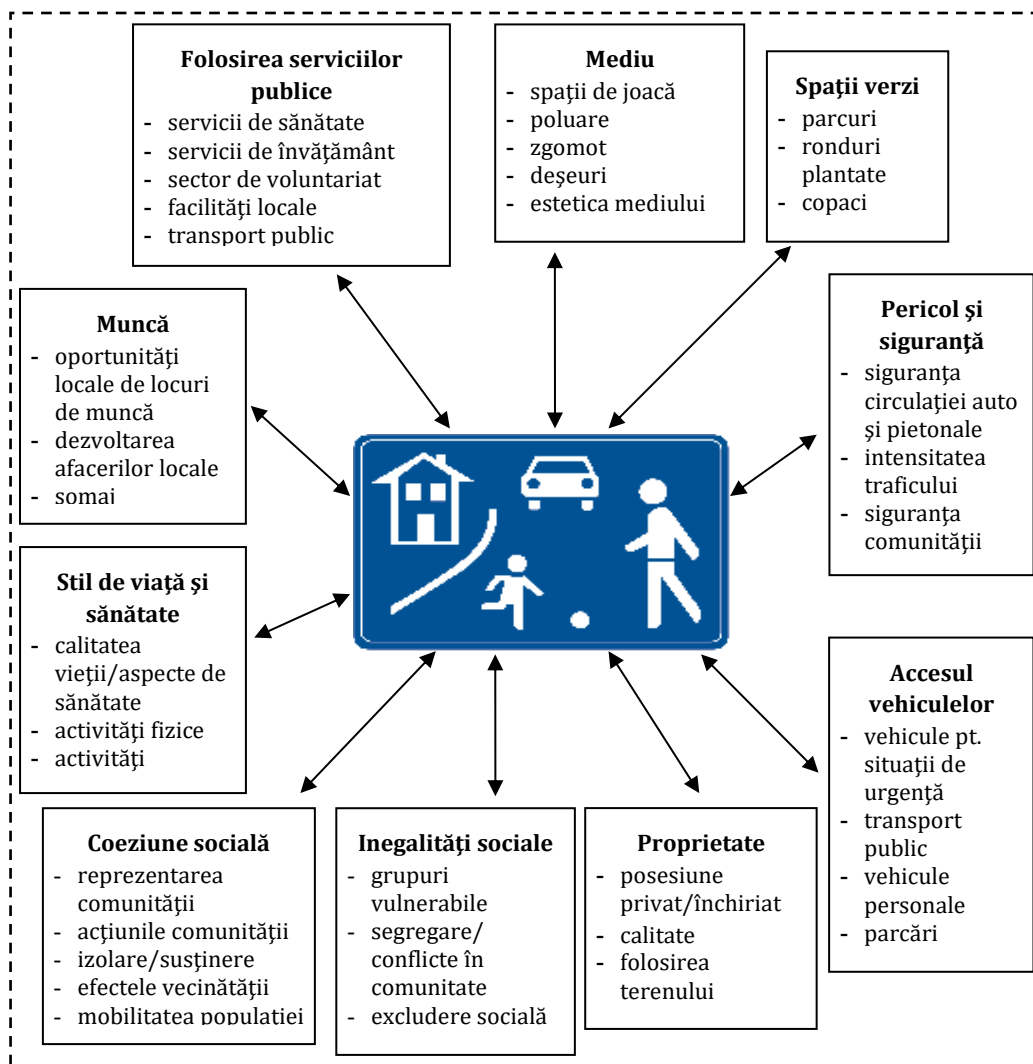 Folosirea serviciilor
publice
- servicii de sănătate
- servicii de învăţământ
- sector de voluntariat
- facilităţi locale
- transport public
Mediu
- spaţii de joacă
- poluare
- zgomot
- deşeuri
- estetica mediului
Spaţii verzi
- parcuri
- ronduri
plantate
- copaci
Muncă
- oportunităţi
locale de locuri
de muncă
- dezvoltarea
afacerilor locale
- somai
Pericol şi
siguranţă
- siguranţa
circulaţiei auto
şi pietonale
- intensitatea
traficului
- siguranţa
comunităţii
Stil de viaţă şi
sănătate
- calitatea
vieţii/aspecte de
sănătate
- activităţi fizice
- activităţi
Accesul
vehiculelor
- vehicule pt.
situaţii de
urgenţă
- transport
public
- vehicule
personale
- parcări
Coeziune socială
- reprezentarea
comunităţii
- acţiunile comunităţii
- izolare/susţinere
- efectele vecinătăţii
- mobilitatea populaţiei
Inegalităţi sociale
- grupuri
vulnerabile
- segregare/
conflicte în
comunitate
- excludere socială
Proprietate
- posesiune
privat/închiriat
- calitate
- folosirea
terenului